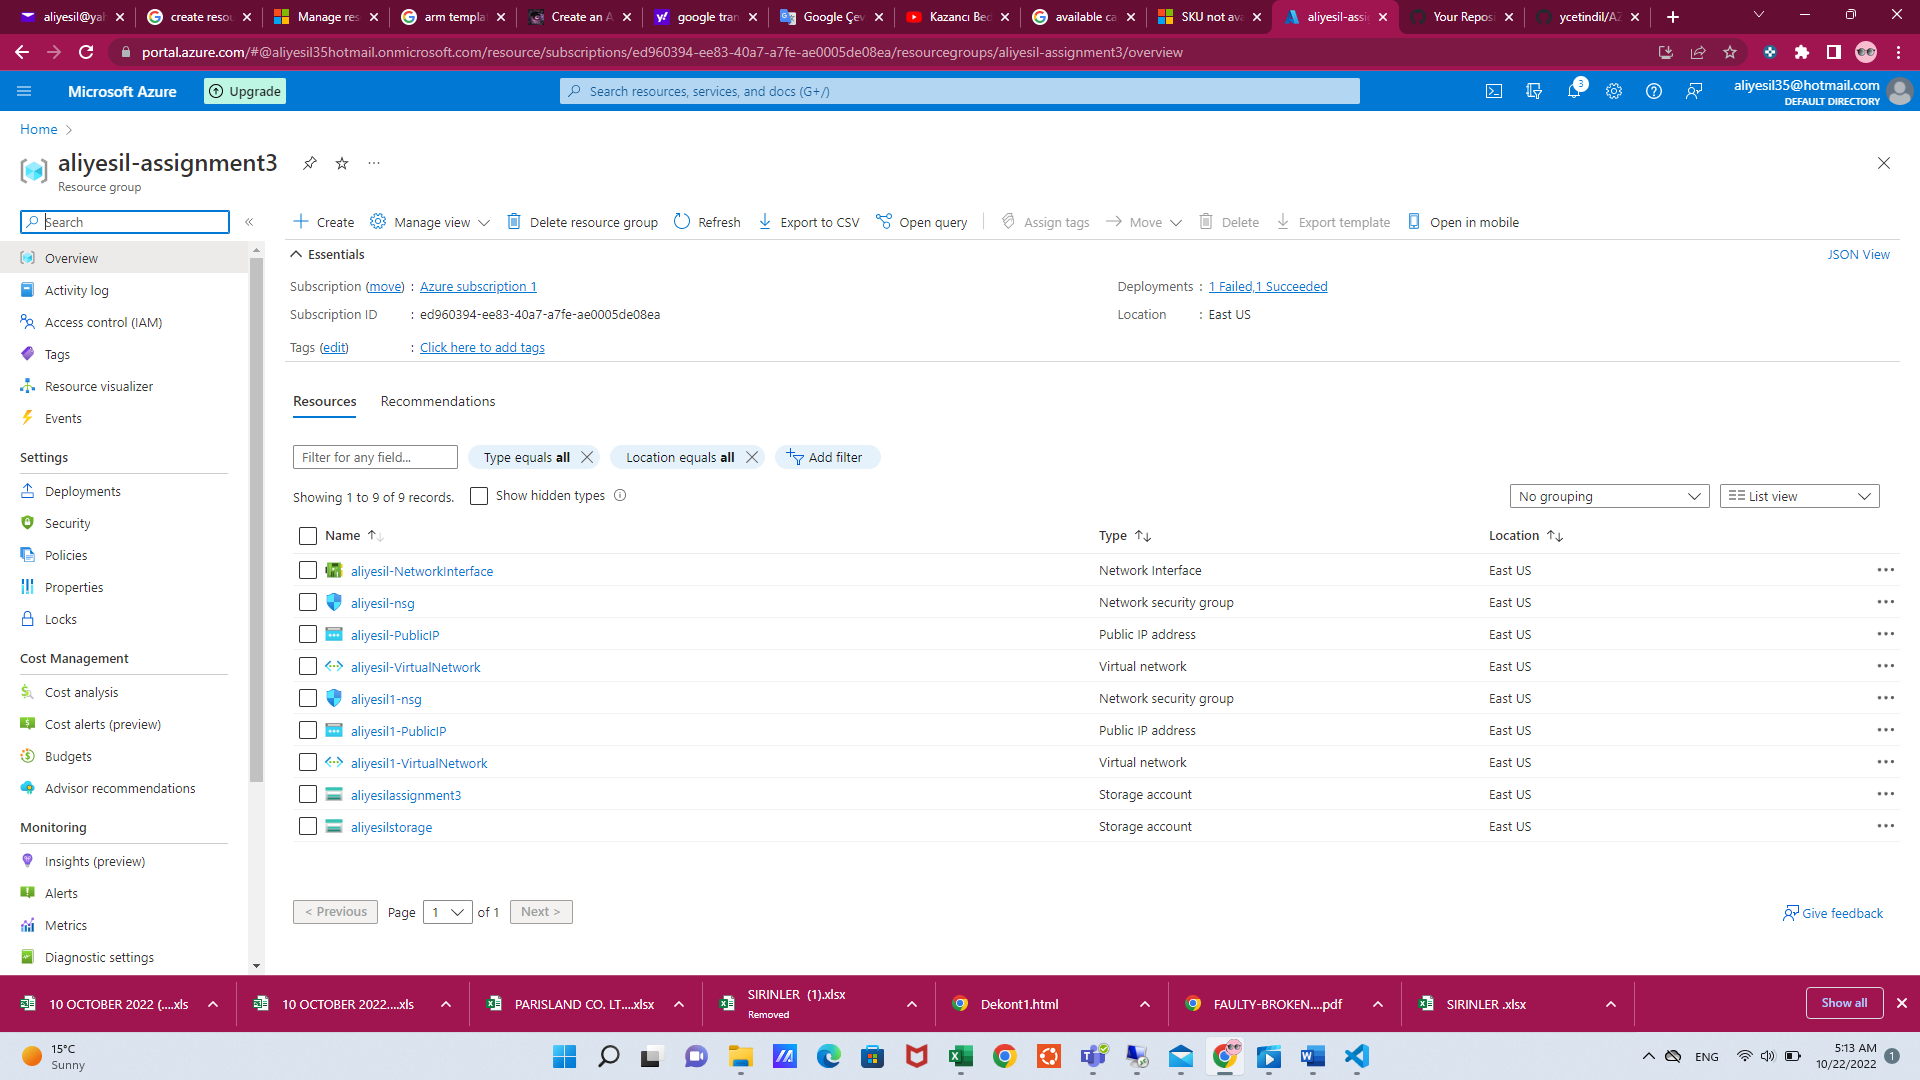 aliyesil@yah
create resou
Manage res
arm templat
Create an A
google tran
Google Çev
Kazancı Bed
available ca
SKU not ava
aliyesil-assig
Your Reposi
ycetindil/AZ
portal.azure.com/#@aliyesil35hotmail.onmicrosoft.com/resource/subscriptions/ed960394-ee83-40a7-a7fe-ae0005de08ea/resourcegroups/aliyesil-assignment3/overview
Microsoft Azure
Upgrade
Search resources, services, and docs (G+/)
3
aliyesil35@hotmail.com
DEFAULT DIRECTORY
Home
aliyesil-assignment3
Resource group
Search
Create
Manage view
Delete resource group
Refresh
Export to CSV
Open query
Assign tags
Move
Delete
Export template
Open in mobile
Overview
Activity log
Access control (IAM)
Tags
Resource visualizer
Events
Settings
Deployments
Security
Policies
Properties
Locks
Cost Management
Cost analysis
Cost alerts (preview)
Budgets
Advisor recommendations
Monitoring
Insights (preview)
Alerts
Metrics
Diagnostic settings
Essentials
JSON View
Subscription (move) : Azure subscription 1
Subscription ID : ed960394-ee83-40a7-a7fe-ae0005de08ea
Tags (edit) : Click here to add tags
Deployments : 1 Failed,1 Succeeded
Location : East US
Resources
Recommendations
Filter for any field...
Type equals all
Location equals all
Add filter
Showing 1 to 9 of 9 records.
Show hidden types
No grouping
List view
Name Type Location
aliyesil-NetworkInterface Network Interface East US
aliyesil-nsg Network security group East US
aliyesil-PublicIP Public IP address East US
aliyesil-VirtualNetwork Virtual network East US
aliyesil1-nsg Network security group East US
aliyesil1-PublicIP Public IP address East US
aliyesil1-VirtualNetwork Virtual network East US
aliyesilassignment3 Storage account East US
aliyesilstorage Storage account East US
< Previous
Page 1 of 1
Next >
Give feedback
10 OCTOBER 2022 (....xls
10 OCTOBER 2022....xls
PARISLAND CO. LT....xlsx
SIRINLER (1).xlsx
Removed
Dekont1.html
FAULTY-BROKEN....pdf
SIRINLER .xlsx
Show all
15°C
Sunny
ENG
5:13 AM
10/22/2022
1